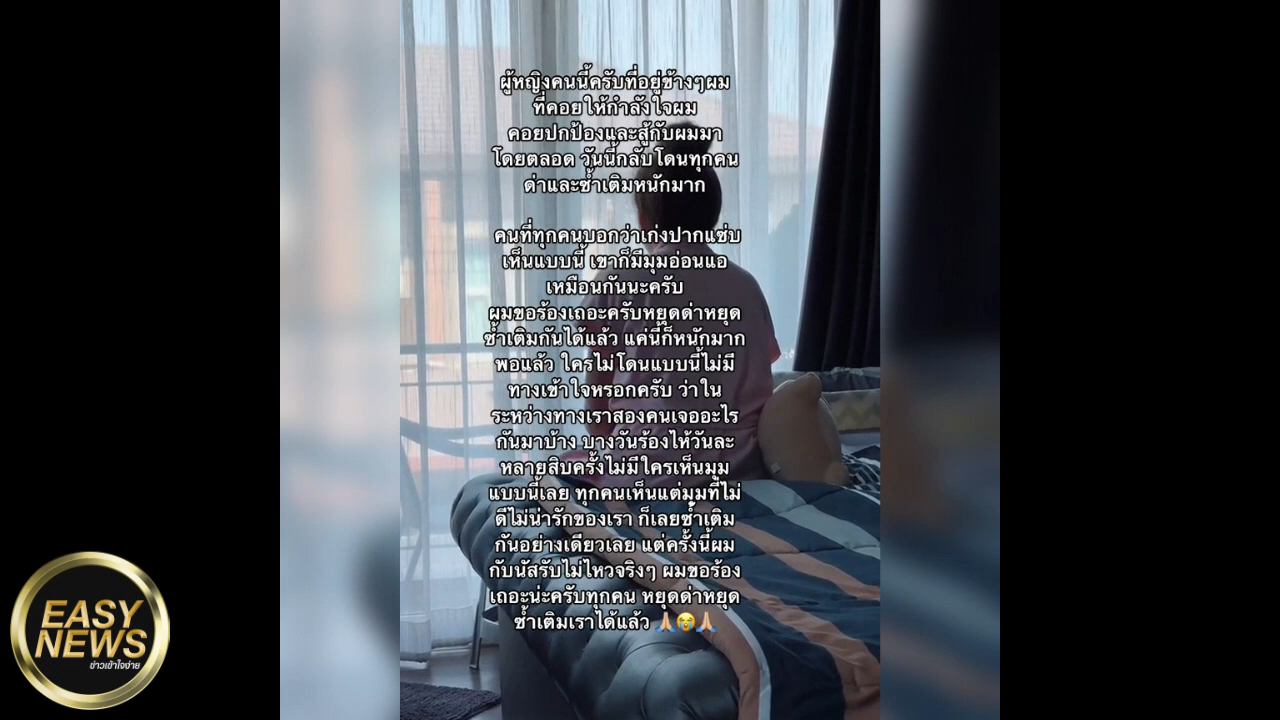 ผู้หญิงคนนี้ครับที่อยู่ข้างๆผม
ที่คอยให้กำลังใจผม
คอยปกป้องและสู้กับผมมา
โดยตลอด วันนี้กลับโดนทุกคน
ด่าและซ้ำเติมหนักมาก
คนที่ทุกคนบอกว่าเก่งปากแซ่บ
เห็นแบบนี้ เขาก็มีมุมอ่อนแอ
เหมือนกันนะครับ
ผมขอร้องเถอะครับหยุดด่าหยุด
ซ้ำเติมกันได้แล้ว แค่นี้ก็หนักมาก
พอแล้ว ใครไม่โดนแบบนี้ไม่มี
ทางเข้าใจหรอกครับ ว่าใน
ระหว่างทางเราสองคนเจออะไร
กันมาบ้าง บางวันร้องไห้วันละ
หลายสิบครั้งไม่มีใครเห็นมุม
แบบนี้เลย ทุกคนเห็นแต่มุมที่ไม่
ดีไม่น่ารักของเรา ก็เลยซ้ำเติม
กันอย่างเดียวเลย แต่ครั้งนี้ผม
กับนัสรับไม่ไหวจริงๆ ผมขอร้อง
เถอะน่ะครับทุกคน หยุดด่าหยุด
ซ้ำเติมเราได้แล้ว 🙏🏻😭🙏🏻
EASY
NEWS
ข่าวเข้าใจง่าย